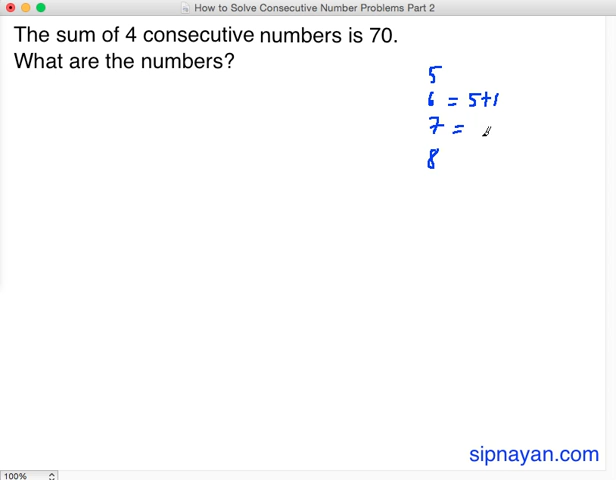 How to Solve Consecutive Number Problems Part 2
The sum of 4 consecutive numbers is 70.
What are the numbers?
5
6 = 5+1
7 =
8
sipnayan.com
100%